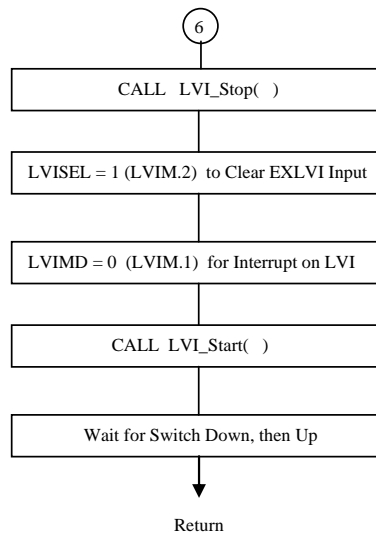 6
CALL LVI_Stop( )
LVISEL = 1 (LVIM.2) to Clear EXLVI Input
LVIMD = 0 (LVIM.1) for Interrupt on LVI
CALL LVI_Start( )
Wait for Switch Down, then Up
Return